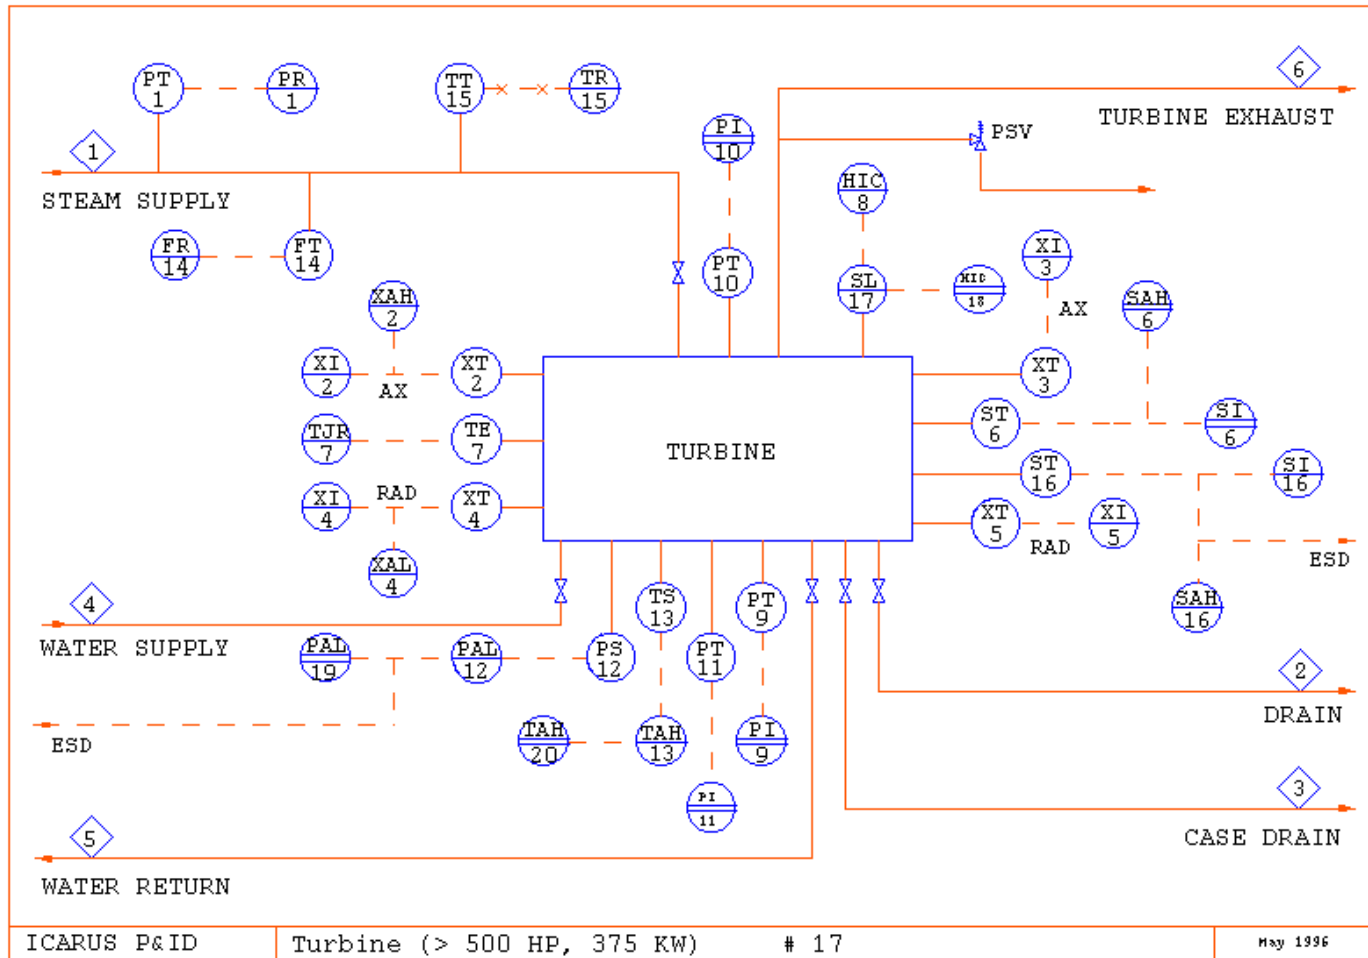 PT
1
PR
1
TT
15
TR
15
6
TURBINE EXHAUST
PI
10
PSV
1
STEAM SUPPLY
HIC
8
FR
14
FT
14
PT
10
XI
3
SL
17
HIC
18
AX
XAH
2
SAH
6
XI
2
AX
XT
2
XT
3
TJR
7
TE
7
TURBINE
ST
6
SI
6
ST
16
SI
16
XI
4
RAD
XT
4
XT
5
RAD
XI
5
ESD
XAL
4
4
WATER SUPPLY
TS
13
PT
9
SAH
16
PAL
19
PAL
12
PS
12
PT
11
2
DRAIN
ESD
TAH
20
TAH
13
PI
9
PI
11
3
CASE DRAIN
5
WATER RETURN
ICARUS P&ID
Turbine (> 500 HP, 375 KW) # 17
May 1996